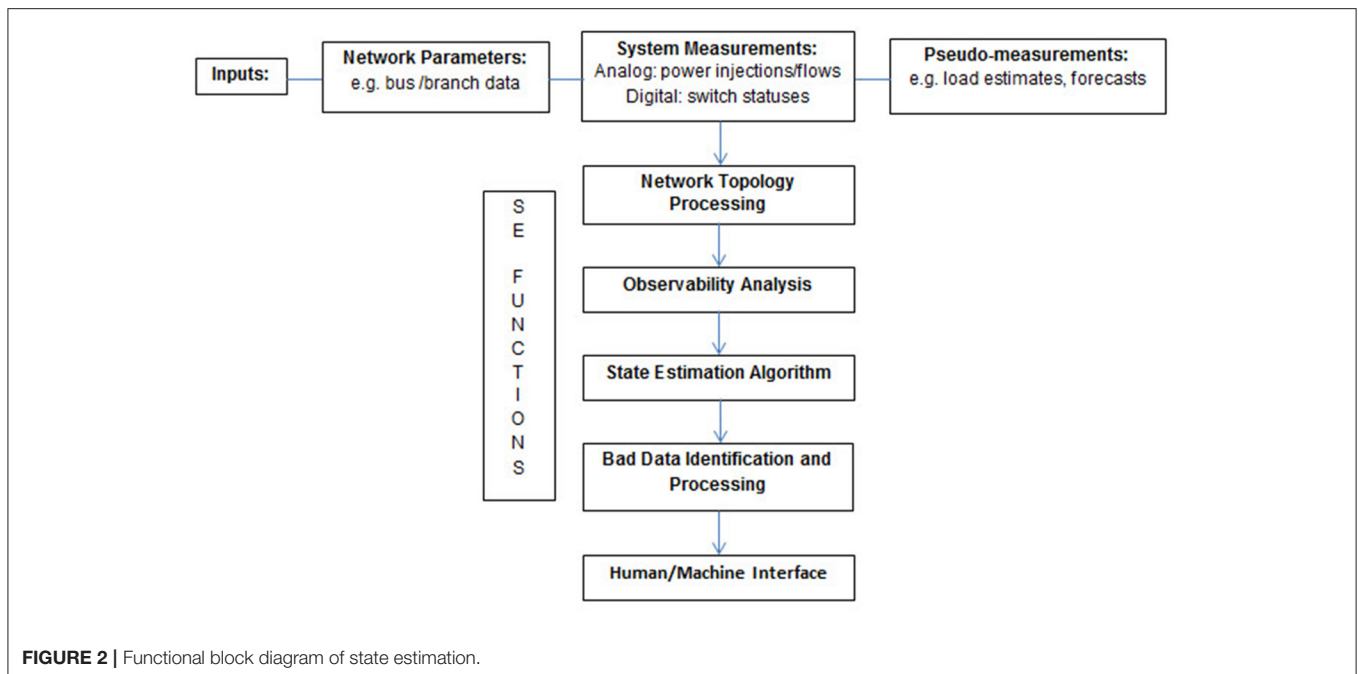 Inputs:
Network Parameters:
e.g. bus /branch data
System Measurements:
Analog: power injections/flows
Digital: switch statuses
Pseudo-measurements:
e.g. load estimates, forecasts
Network Topology
Processing
S
E
F
U
N
C
T
I
O
N
S
Observability Analysis
State Estimation Algorithm
Bad Data Identification and
Processing
Human/Machine Interface
FIGURE 2 | Functional block diagram of state estimation.